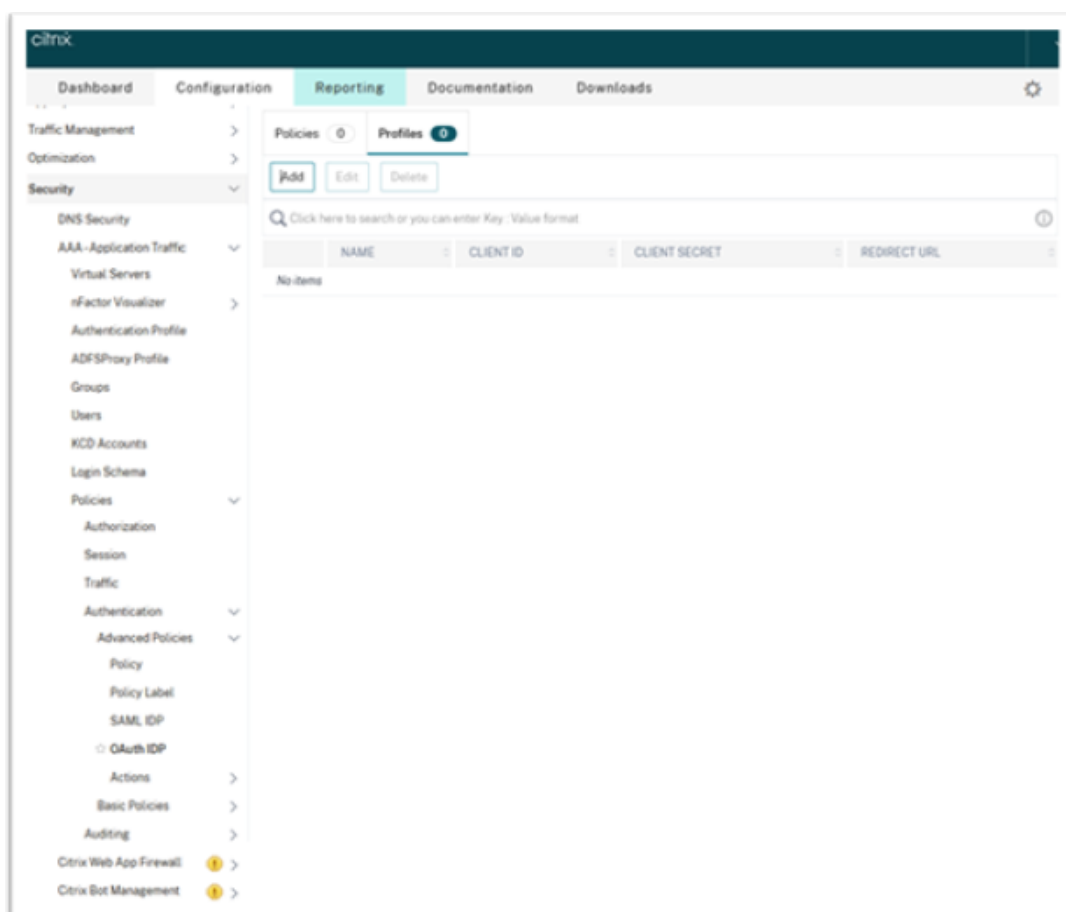 citrix
Dashboard Configuration Reporting Documentation Downloads
Traffic Management
Optimization
Security
DNS Security
AAA - Application Traffic
Virtual Servers
nFactor Visualizer
Authentication Profile
ADFSProxy Profile
Groups
Users
KCD Accounts
Login Schema
Policies
Authorization
Session
Traffic
Authentication
Advanced Policies
Policy
Policy Label
SAML IDP
OAuth IDP
Actions
Basic Policies
Auditing
Citrix Web App Firewall
Citrix Bot Management
Policies 0 Profiles 0
Add Edit Delete
Click here to search or you can enter Key : Value format
NAME CLIENT ID CLIENT SECRET REDIRECT URL
No items